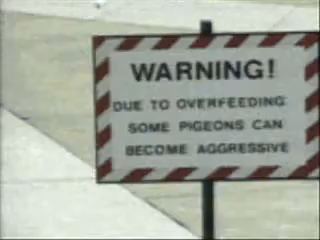 WARNING!
DUE TO OVERFEEDING
SOME PIGEONS CAN
BECOME AGGRESSIVE